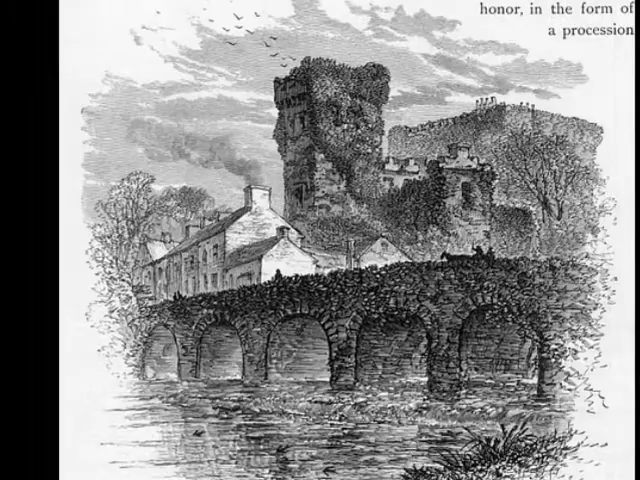 honor, in the form of
a procession